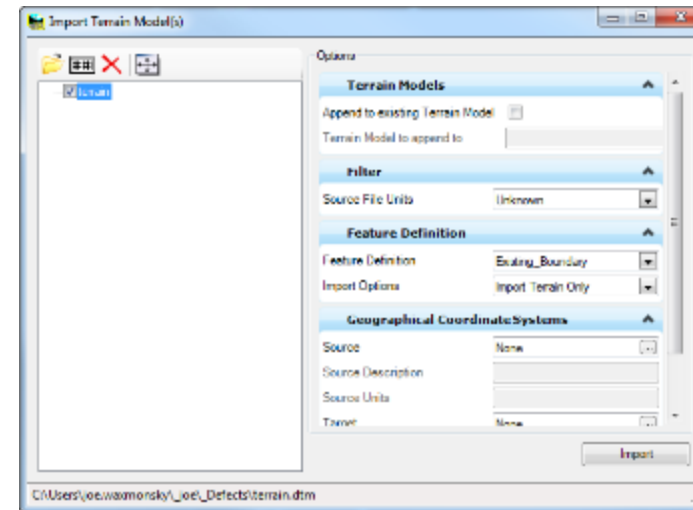 Import Terrain Model(s)
Options
terrain
Terrain Models
Append to existing Terrain Model
Terrain Model to append to
Filter
Source File Units Unknown
Feature Definition
Feature Definition Existing_Boundary
Import Options Import Terrain Only
Geographical Coordinate Systems
Source None
Source Description
Source Units
Target None
Import
C:\Users\joe.waxmonsky\_joe\_Defects\terrain.dtm